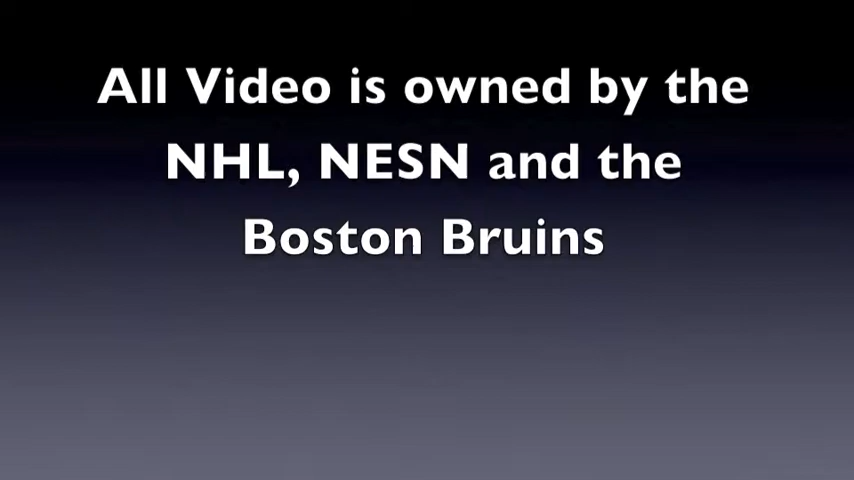 All Video is owned by the
NHL, NESN and the
Boston Bruins